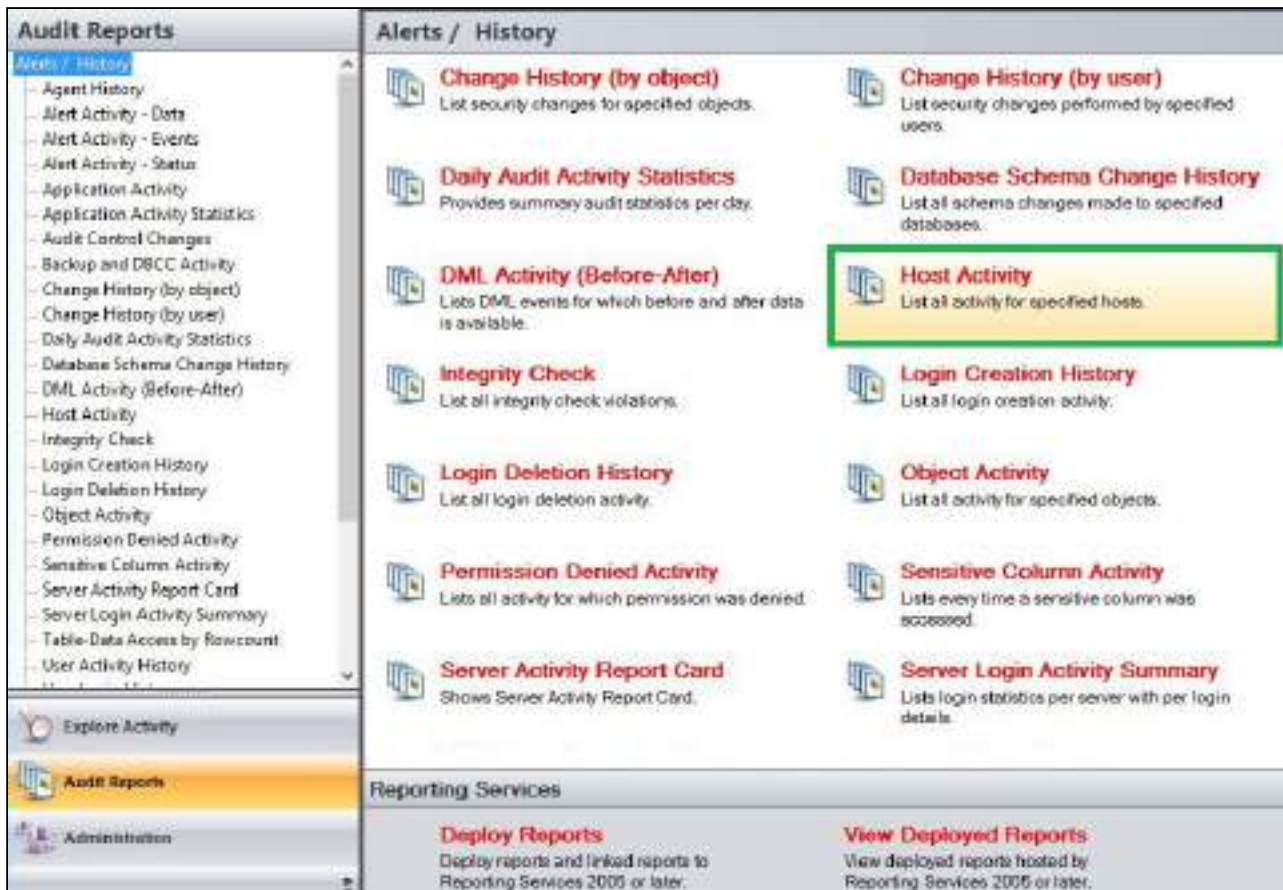 Audit Reports
Alerts / History
Agent History
Alert Activity - Data
Alert Activity - Events
Alert Activity - Status
Application Activity
Application Activity Statistics
Audit Control Changes
Backup and DBCC Activity
Change History (by object)
Change History (by user)
Daily Audit Activity Statistics
Database Schema Change History
DML Activity (Before-After)
Host Activity
Integrity Check
Login Creation History
Login Deletion History
Object Activity
Permission Denied Activity
Sensitive Column Activity
Server Activity Report Card
Server Login Activity Summary
Table-Data Access by Rowcount
User Activity History
Explore Activity
Audit Reports
Administration
Alerts / History
Change History (by object)
List security changes for specified objects.
Change History (by user)
List security changes performed by specified
users.
Daily Audit Activity Statistics
Provides summary audit statistics per day.
Database Schema Change History
List all schema changes made to specified
databases.
DML Activity (Before-After)
Lists DML events for which before and after data
is available.
Host Activity
List all activity for specified hosts.
Integrity Check
List all integrity check violations.
Login Creation History
List all login creation activity.
Login Deletion History
List all login deletion activity.
Object Activity
List all activity for specified objects.
Permission Denied Activity
Lists all activity for which permission was denied.
Sensitive Column Activity
Lists every time a sensitive column was
accessed.
Server Activity Report Card
Shows Server Activity Report Card.
Server Login Activity Summary
Lists login statistics per server with per login
details.
Reporting Services
Deploy Reports
Deploy reports and linked reports to
Reporting Services 2005 or later.
View Deployed Reports
View deployed reports hosted by
Reporting Services 2005 or later.